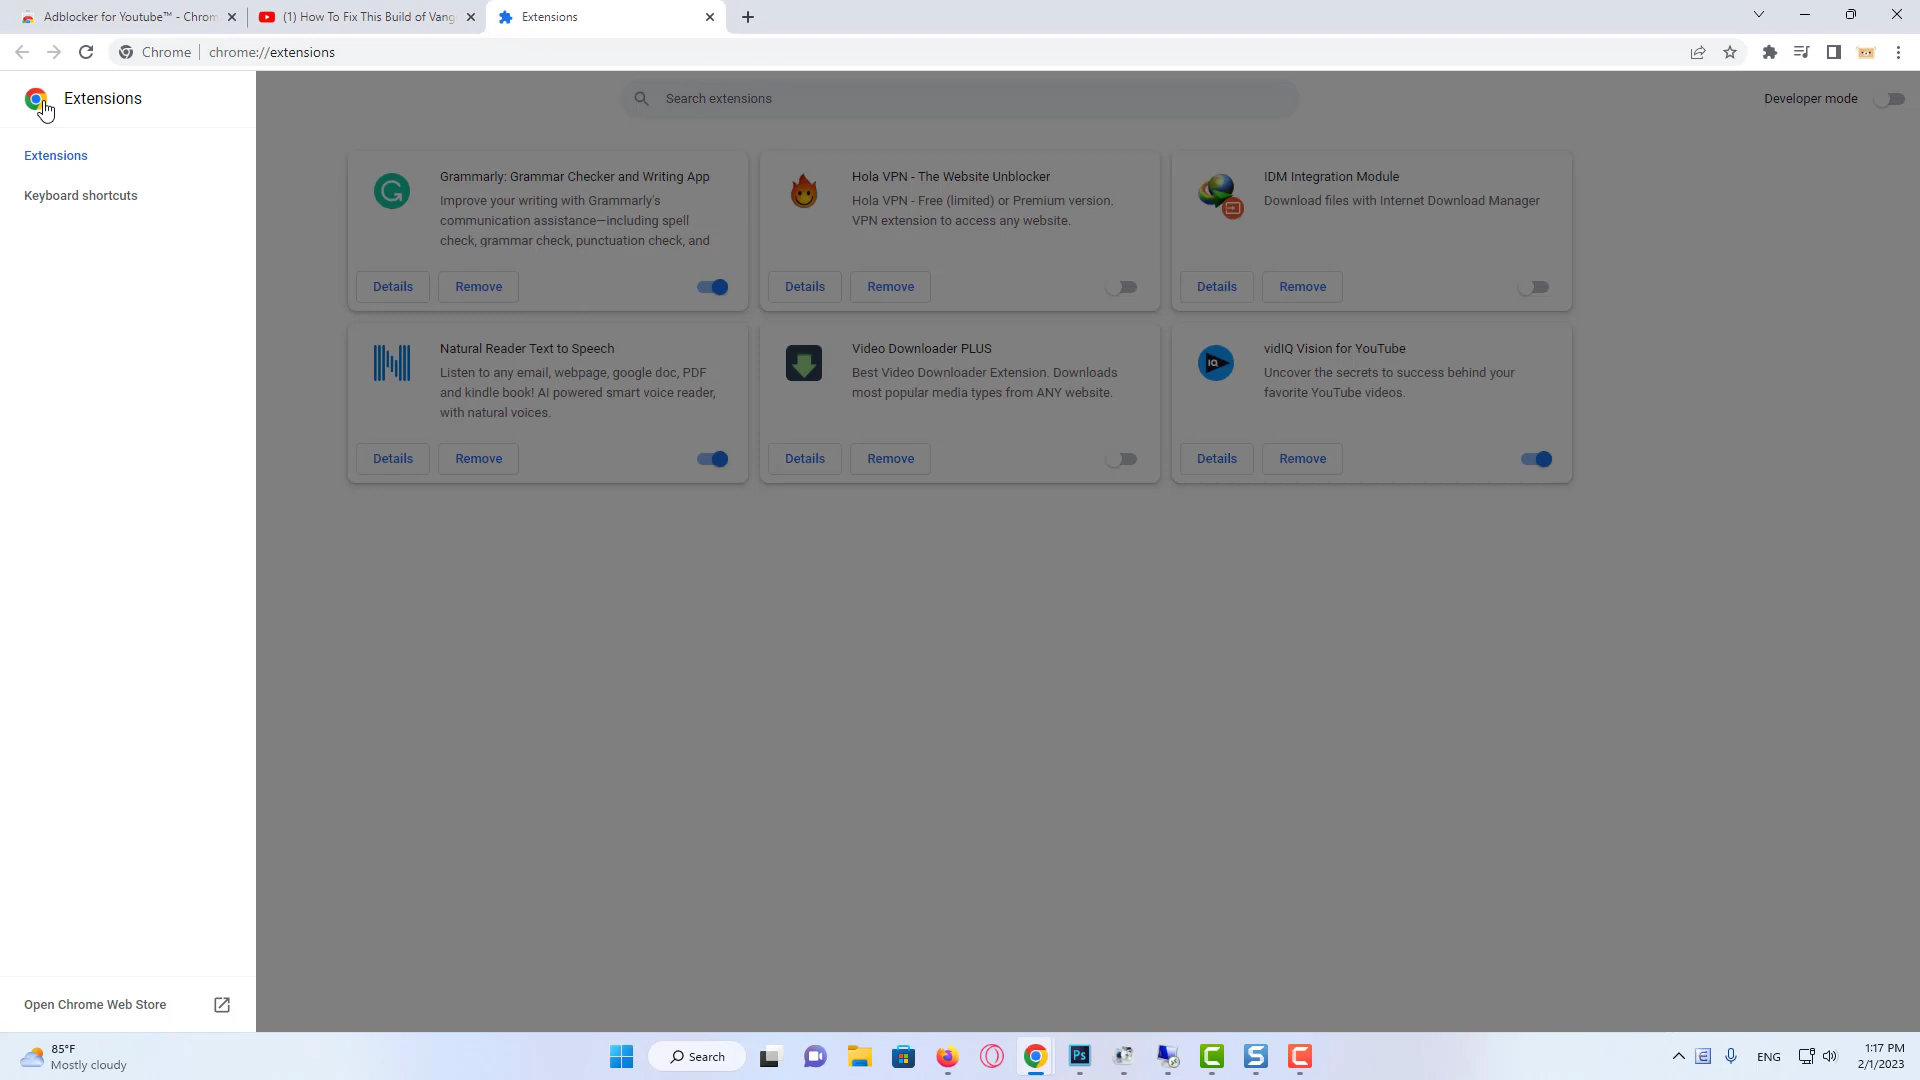 Adblocker for Youtube™ - Chrom
(1) How To Fix This Build of Vang
Extensions
Chrome
chrome://extensions
Extensions
Search extensions
Developer mode
Extensions
Keyboard shortcuts
Grammarly: Grammar Checker and Writing App
Improve your writing with Grammarly's
communication assistance—including spell
check, grammar check, punctuation check, and
Details
Remove
Hola VPN - The Website Unblocker
Hola VPN - Free (limited) or Premium version.
VPN extension to access any website.
Details
Remove
IDM Integration Module
Download files with Internet Download Manager
Details
Remove
Natural Reader Text to Speech
Listen to any email, webpage, google doc, PDF
and kindle book! AI powered smart voice reader,
with natural voices.
Details
Remove
Video Downloader PLUS
Best Video Downloader Extension. Downloads
most popular media types from ANY website.
Details
Remove
IQ
vidIQ Vision for YouTube
Uncover the secrets to success behind your
favorite YouTube videos.
Details
Remove
Open Chrome Web Store
85°F
Mostly cloudy
Search
Ps
ENG
1:17 PM
2/1/2023